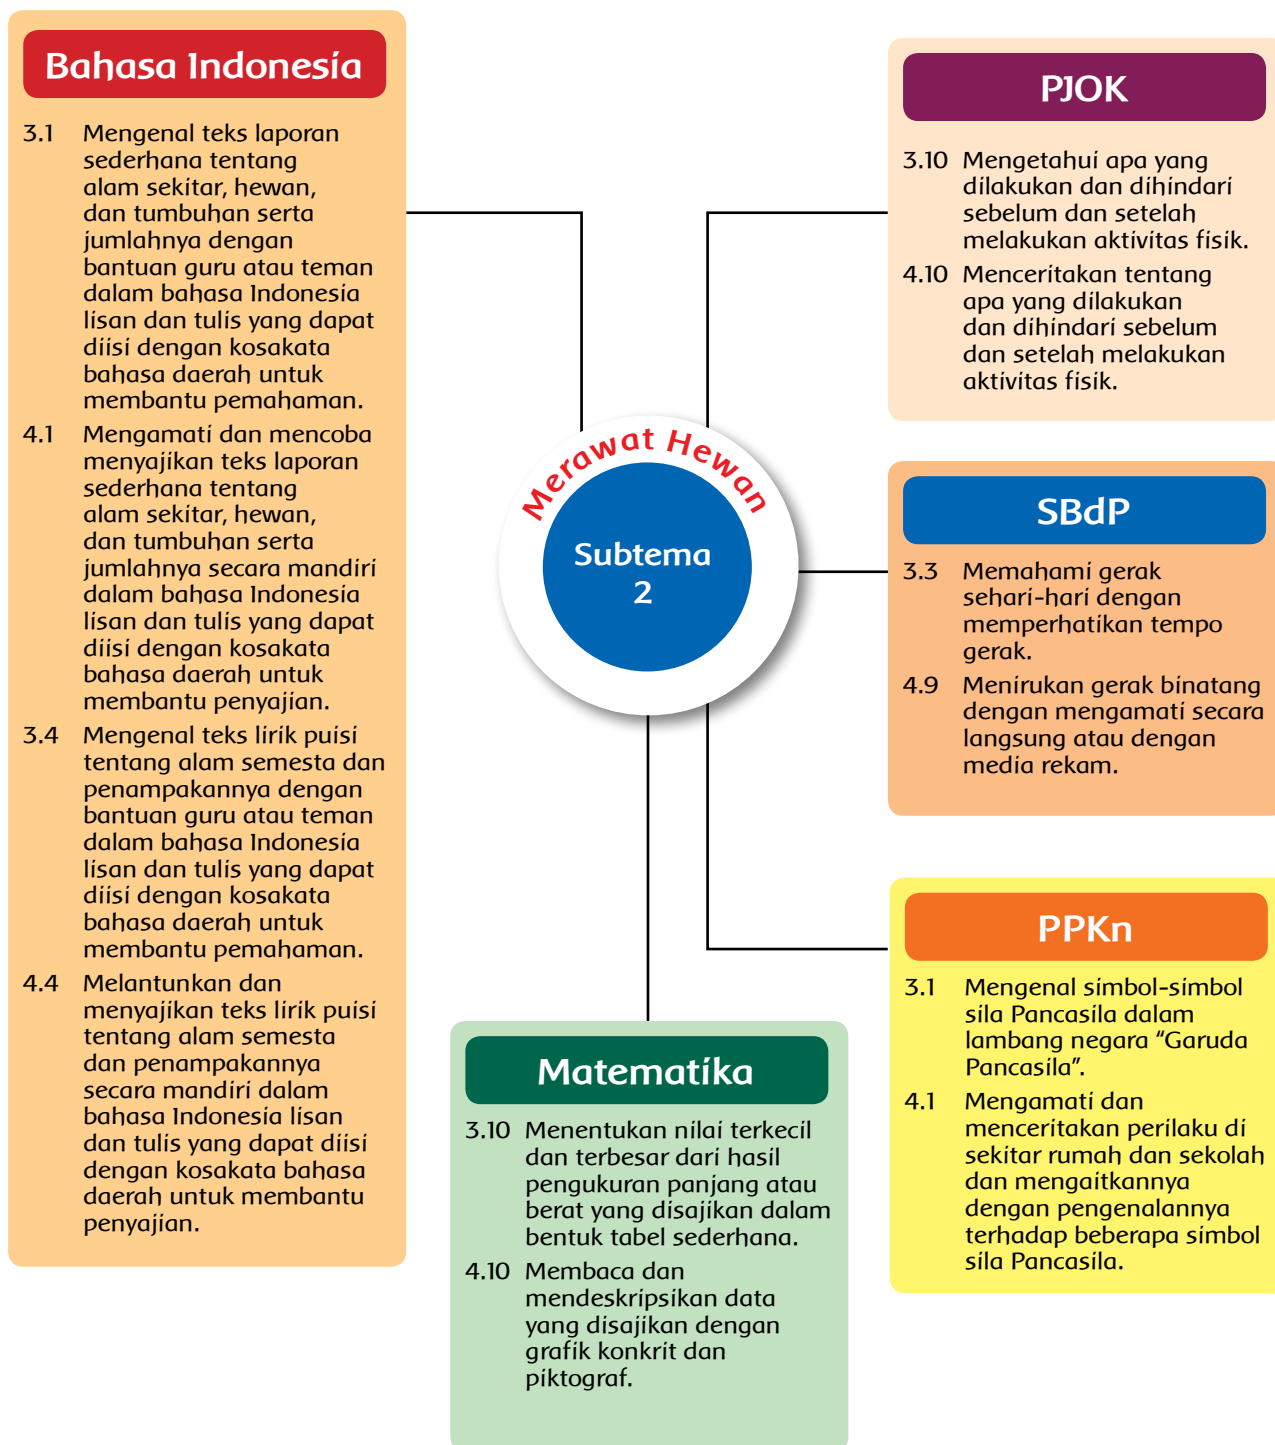 Bahasa Indonesia
3.1 Mengenal teks laporan
sederhana tentang
alam sekitar, hewan,
dan tumbuhan serta
jumlahnya dengan
bantuan guru atau teman
dalam bahasa Indonesia
lisan dan tulis yang dapat
diisi dengan kosakata
bahasa daerah untuk
membantu pemahaman.
4.1 Mengamati dan mencoba
menyajikan teks laporan
sederhana tentang
alam sekitar, hewan,
dan tumbuhan serta
jumlahnya secara mandiri
dalam bahasa Indonesia
lisan dan tulis yang dapat
diisi dengan kosakata
bahasa daerah untuk
membantu penyajian.
3.4 Mengenal teks lirik puisi
tentang alam semesta dan
penampakannya dengan
bantuan guru atau teman
dalam bahasa Indonesia
lisan dan tulis yang dapat
diisi dengan kosakata
bahasa daerah untuk
membantu pemahaman.
4.4 Melantunkan dan
menyajikan teks lirik puisi
tentang alam semesta
dan penampakannya
secara mandiri dalam
bahasa Indonesia lisan
dan tulis yang dapat diisi
dengan kosakata bahasa
daerah untuk membantu
penyajian.
Merawat Hewan
Subtema
2
PJOK
3.10 Mengetahui apa yang
dilakukan dan dihindari
sebelum dan setelah
melakukan aktivitas fisik.
4.10 Menceritakan tentang
apa yang dilakukan
dan dihindari sebelum
dan setelah melakukan
aktivitas fisik.
SBdP
3.3 Memahami gerak
sehari-hari dengan
memperhatikan tempo
gerak.
4.9 Menirukan gerak binatang
dengan mengamati secara
langsung atau dengan
media rekam.
PPKn
3.1 Mengenal simbol-simbol
sila Pancasila dalam
lambang negara “Garuda
Pancasila”.
4.1 Mengamati dan
menceritakan perilaku di
sekitar rumah dan sekolah
dan mengaitkannya
dengan pengenalannya
terhadap beberapa simbol
sila Pancasila.
Matematika
3.10 Menentukan nilai terkecil
dan terbesar dari hasil
pengukuran panjang atau
berat yang disajikan dalam
bentuk tabel sederhana.
4.10 Membaca dan
mendeskripsikan data
yang disajikan dengan
grafik konkrit dan
piktograf.